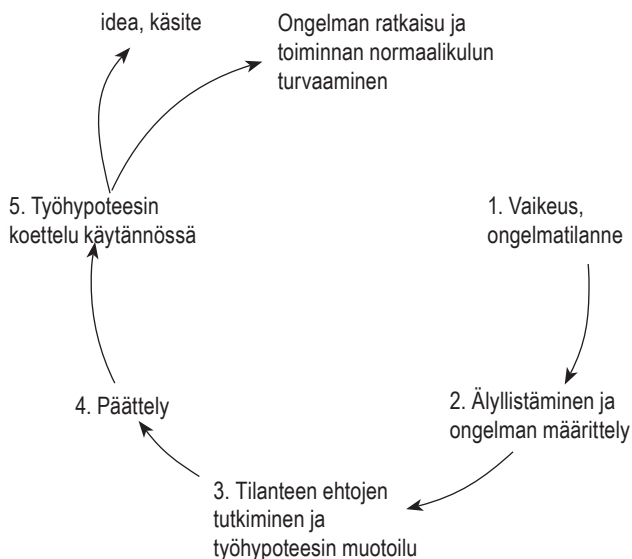 idea, käsite
Ongelman ratkaisu ja
toiminnan normaalikulun
turvaaminen
5. Työhypoteesin
koettelu käytännössä
1. Vaikeus,
ongelmatilanne
4. Päättely
2. Älyllistäminen ja
ongelman määrittely
3. Tilanteen ehtojen
tutkiminen ja
työhypoteesin muotoilu